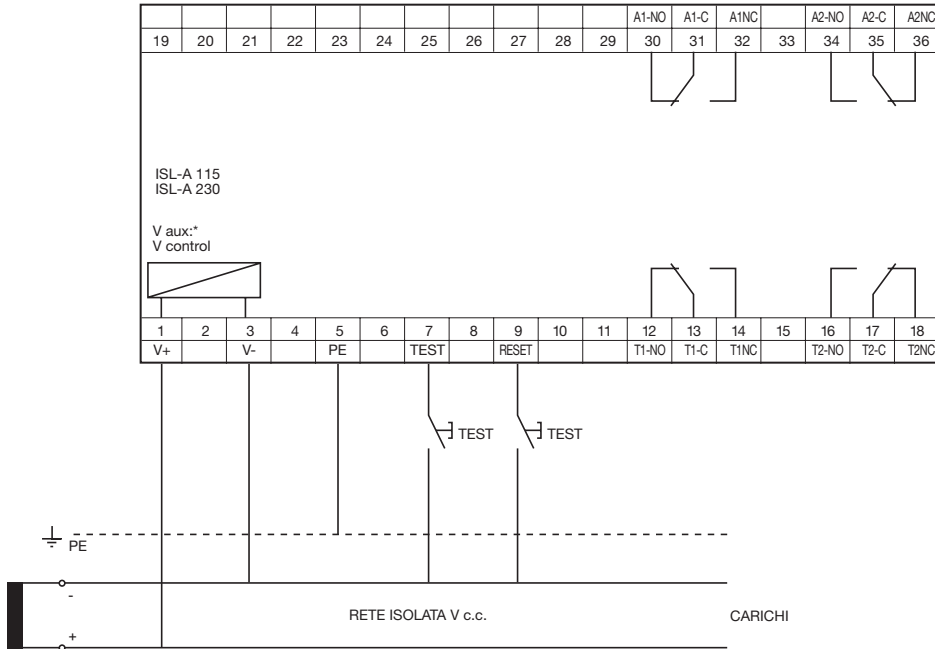 A1-NO A1-C A1NC A2-NO A2-C A2NC
19 20 21 22 23 24 25 26 27 28 29 30 31 32 33 34 35 36
ISL-A 115
ISL-A 230
V aux:*
V control
1 2 3 4 5 6 7 8 9 10 11 12 13 14 15 16 17 18
V+ V- PE TEST RESET T1-NO T1-C T1NC T2-NO T2-C T2NC
TEST TEST
PE
-
RETE ISOLATA V c.c. CARICHI
+